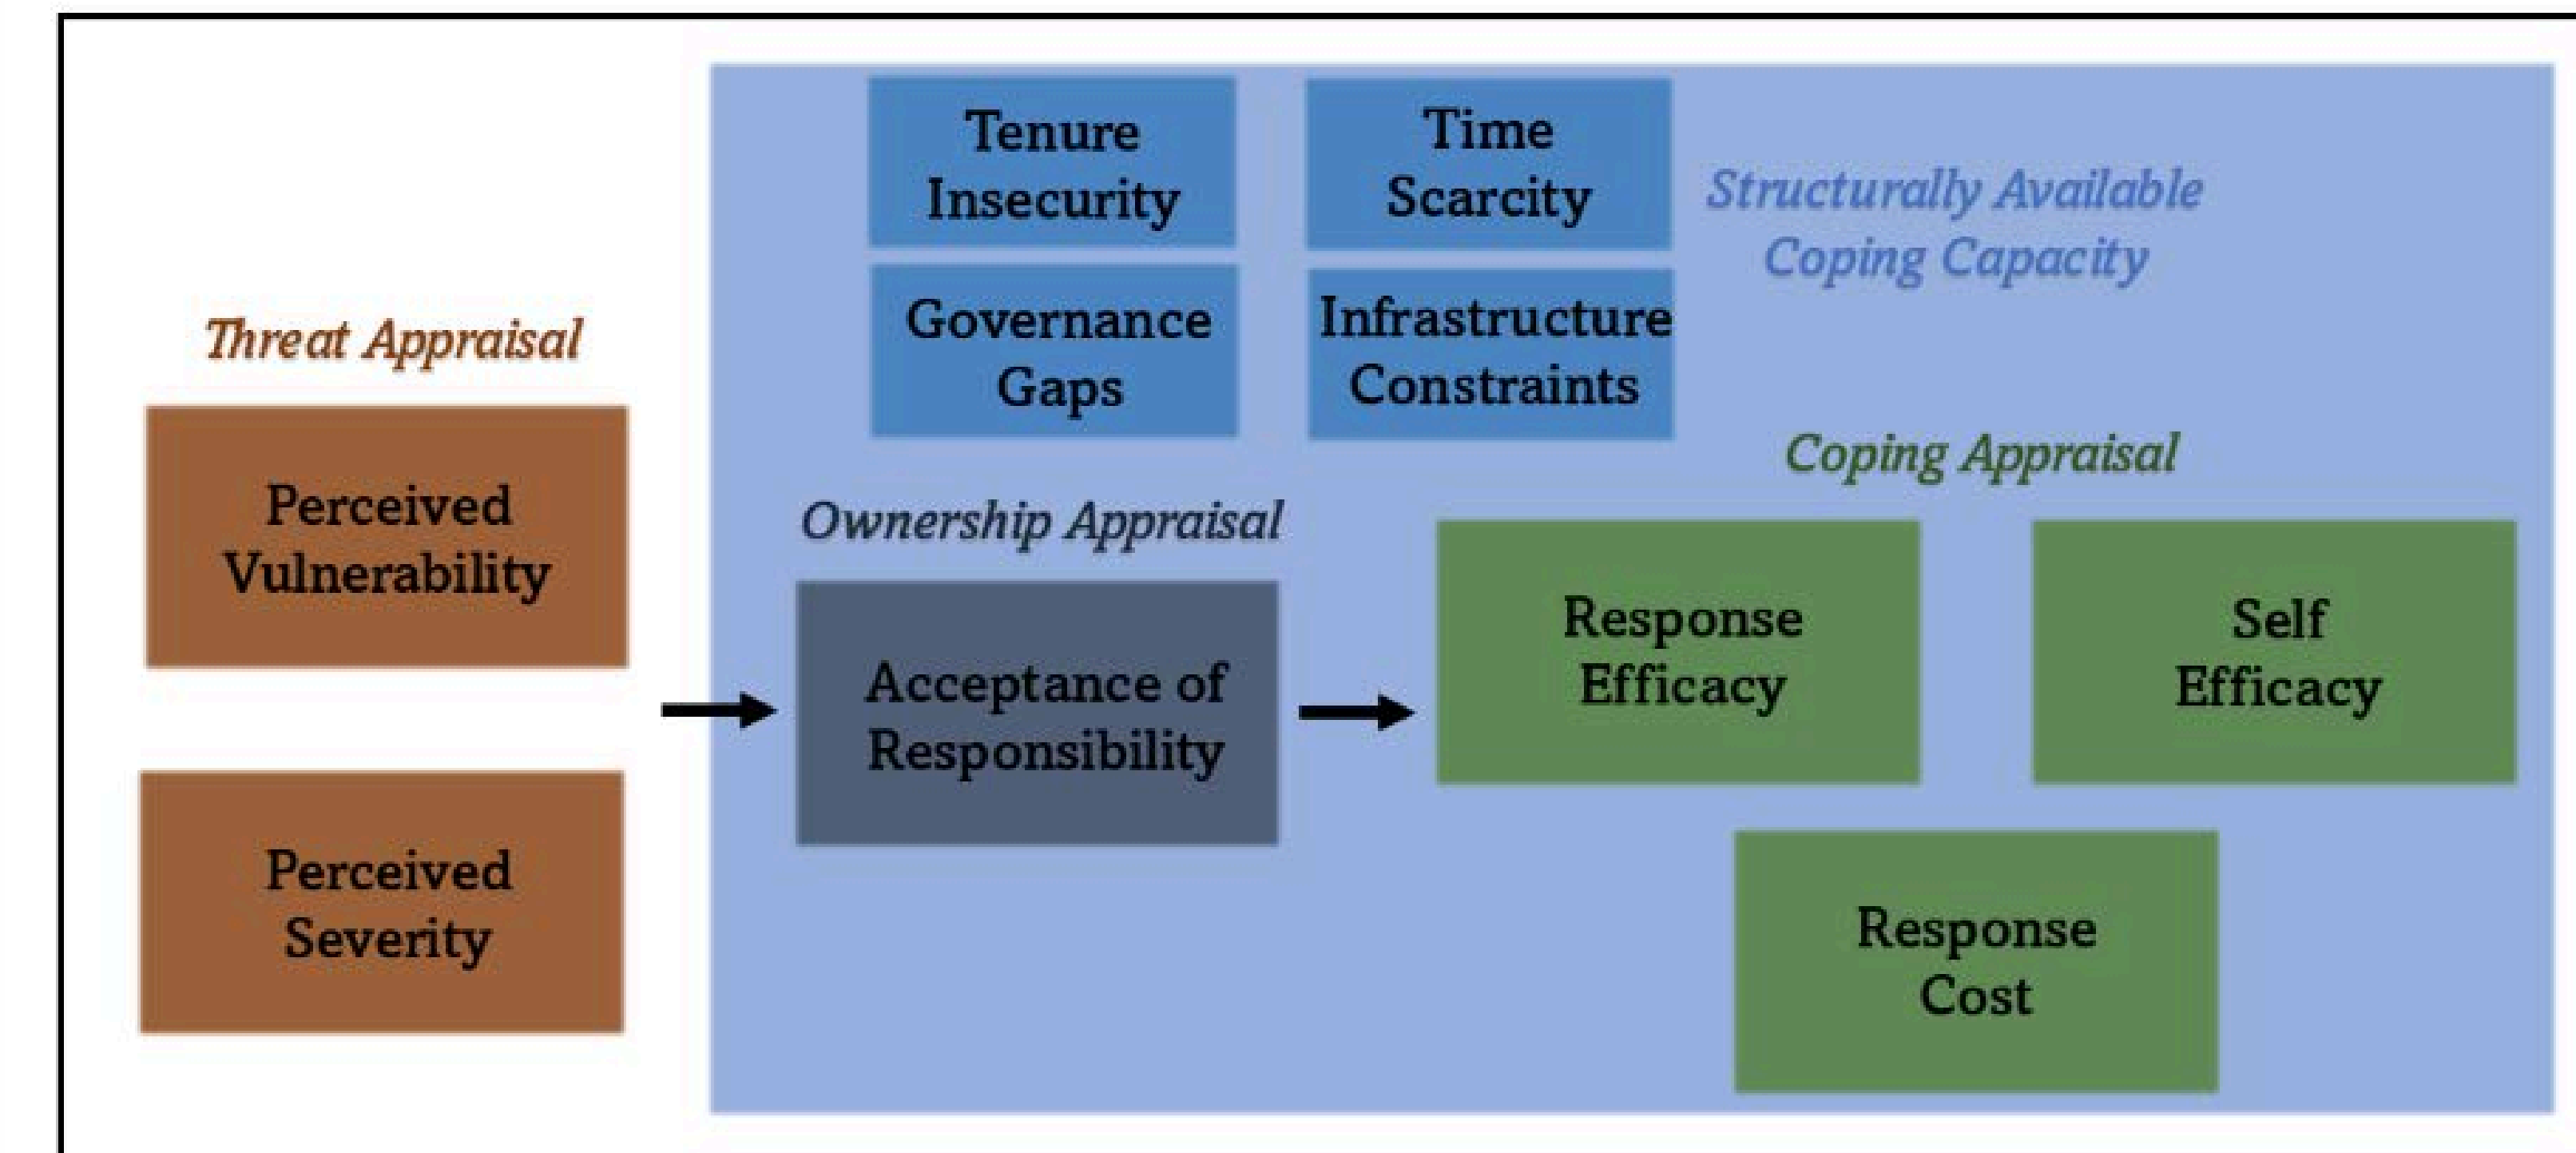 Threat Appraisal
Perceived
Vulnerability
Perceived
Severity
Tenure
Insecurity
Time
Scarcity
Governance
Gaps
Infrastructure
Constraints
Structurally Available
Coping Capacity
Ownership Appraisal
Acceptance of
Responsibility
Coping Appraisal
Response
Efficacy
Self
Efficacy
Response
Cost